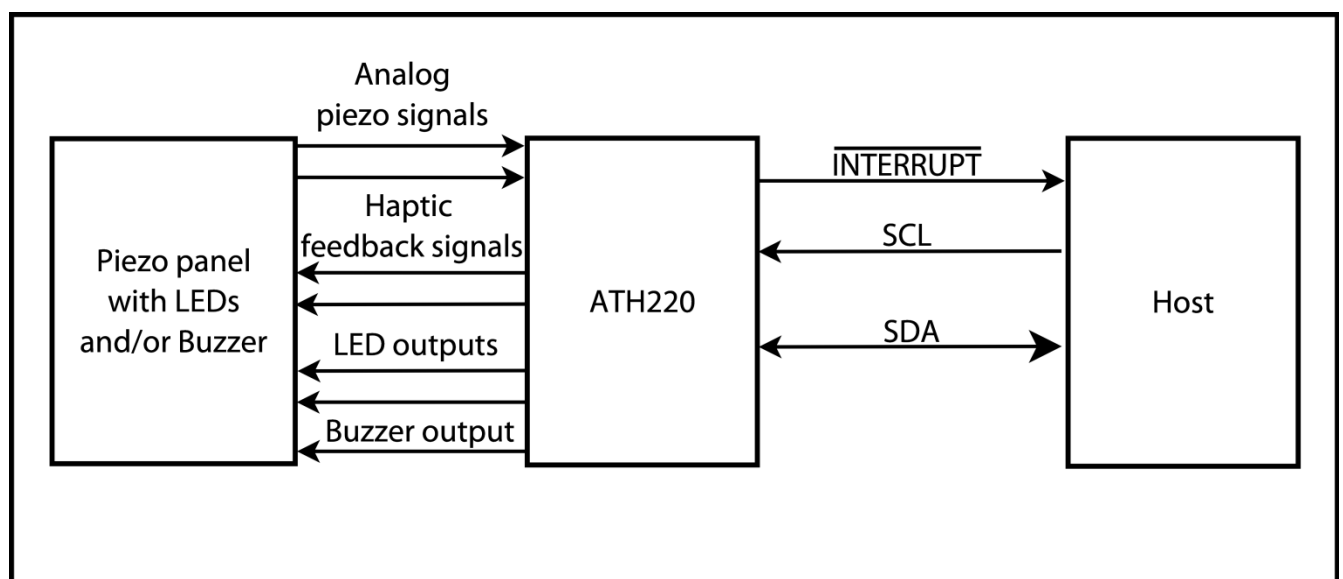 Analog
piezo signals
Haptic
feedback signals
Piezo panel
with LEDs
and/or Buzzer
LED outputs
Buzzer output
ATH220
INTERRUPT
SCL
SDA
Host